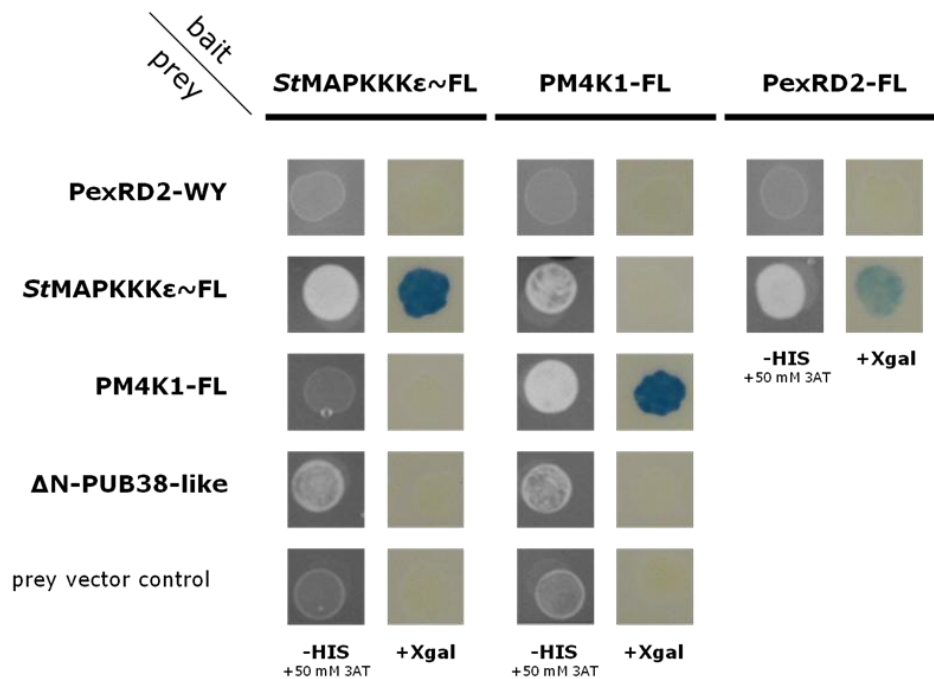 bait
prey
StMAPKKKε~FL PM4K1-FL PexRD2-FL
PexRD2-WY
StMAPKKKε~FL
-HIS +Xgal
+50 mM 3AT
PM4K1-FL
ΔN-PUB38-like
prey vector control
-HIS +Xgal -HIS +Xgal
+50 mM 3AT +50 mM 3AT